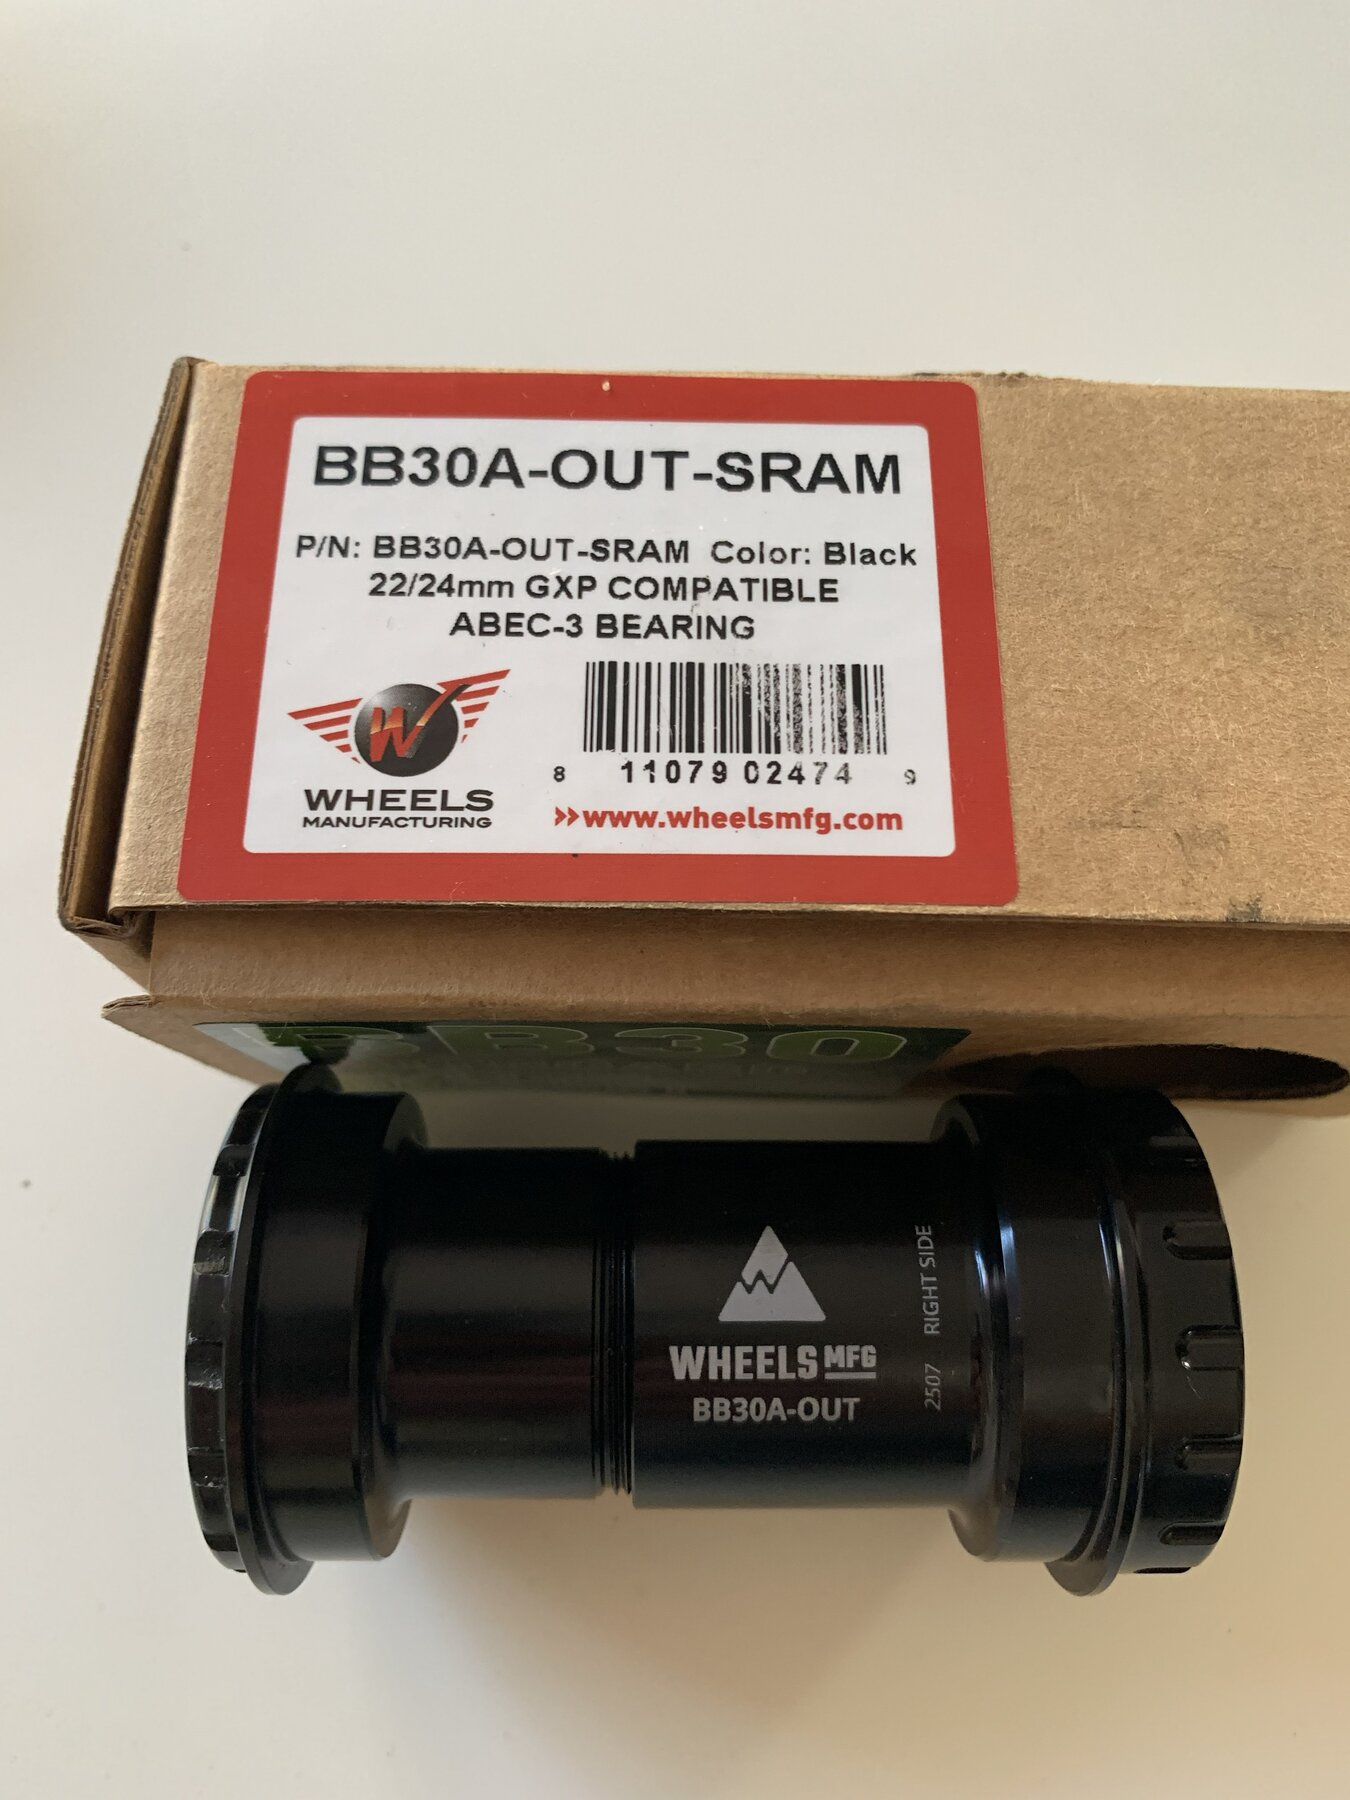 BB30A-OUT-SRAM
P/N: BB30A-OUT-SRAM Color: Black
22/24mm GXP COMPATIBLE
ABEC-3 BEARING
W
WHEELS
MANUFACTURING
8 11079 02474 9
>>www.wheelsmfg.com
BB30
WHEELS MFG
BB30A-OUT
2507 RIGHT SIDE